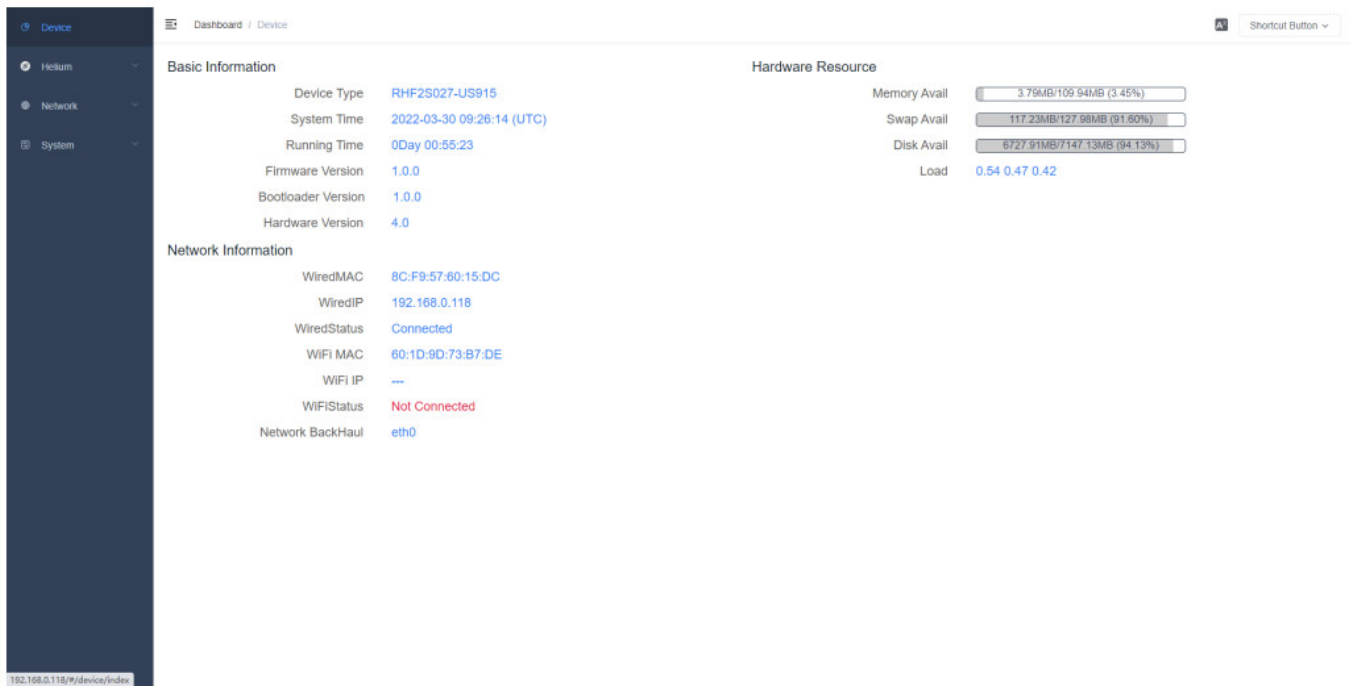 Device
Helium
Network
System
Dashboard / Device
Shortcut Button
Basic Information
Device Type RHF2S027-US915
System Time 2022-03-30 09:26:14 (UTC)
Running Time 0Day 00:55:23
Firmware Version 1.0.0
Bootloader Version 1.0.0
Hardware Version 4.0
Network Information
WiredMAC 8C:F9:57:60:15:DC
WiredIP 192.168.0.118
WiredStatus Connected
WiFi MAC 60:1D:9D:73:B7:DE
WiFi IP ---
WiFiStatus Not Connected
Network BackHaul eth0
Hardware Resource
Memory Avail 3.79MB/109.94MB (3.45%)
Swap Avail 117.23MB/127.98MB (91.60%)
Disk Avail 6727.91MB/7147.13MB (94.13%)
Load 0.54 0.47 0.42
192.168.0.118/#/device/index